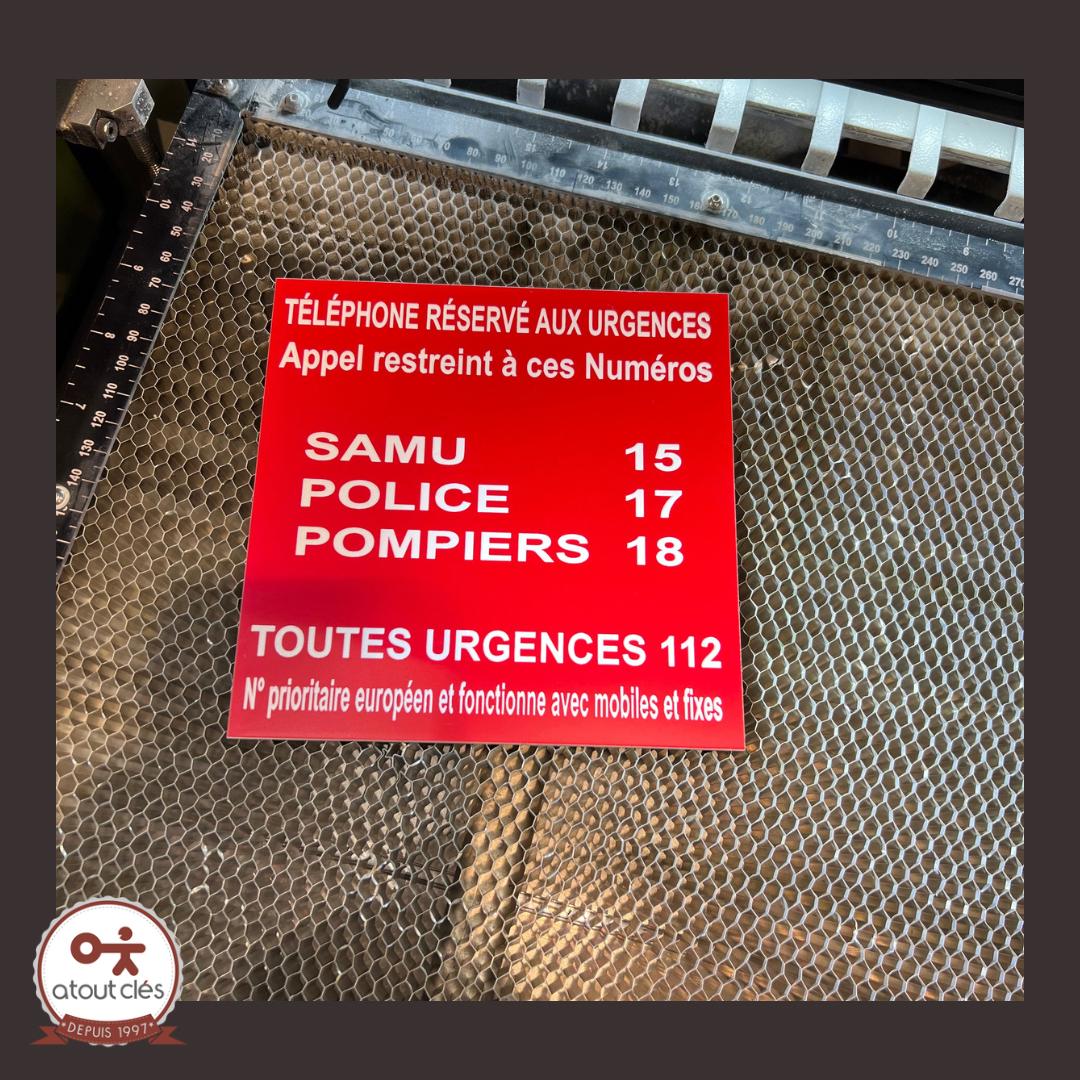 TÉLÉPHONE RÉSERVÉ AUX URGENCES
Appel restreint à ces Numéros
SAMU 15
POLICE 17
POMPIERS 18
TOUTES URGENCES 112
N° prioritaire européen et fonctionne avec mobiles et fixes
atout clés
DEPUIS 1997